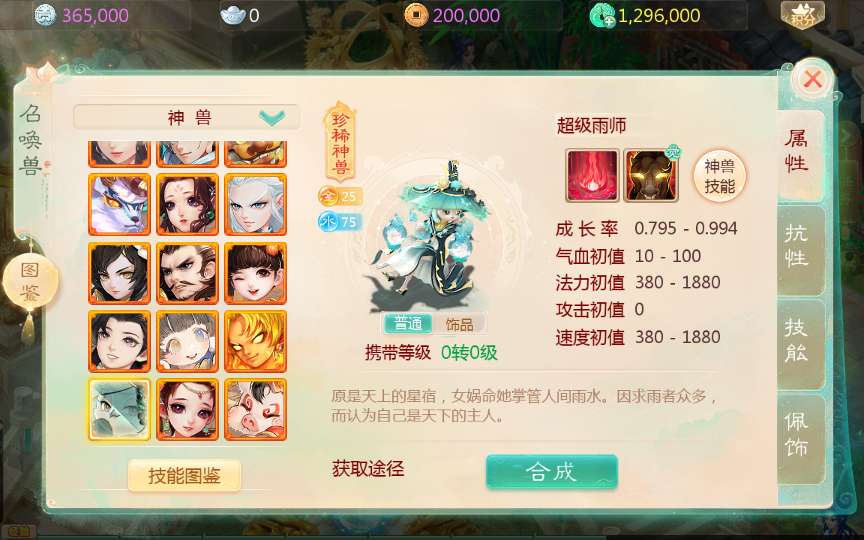 365,000
0
200,000
1,296,000
积分
召唤兽
图鉴
神兽
技能图鉴
珍稀神兽
金 25
水 75
普通
饰品
携带等级 0转0级
超级雨师
觉
神兽技能
成长率 0.795 - 0.994
气血初值 10 - 100
法力初值 380 - 1880
攻击初值 0
速度初值 380 - 1880
原是天上的星宿，女娲命她掌管人间雨水。因求雨者众多，
而认为自己是天下的主人。
获取途径
合成
属性
抗性
技能
佩饰